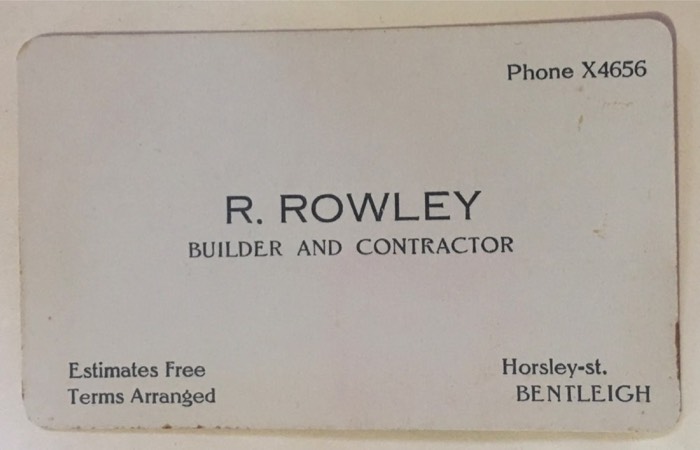 Phone X4656
R. ROWLEY
BUILDER AND CONTRACTOR
Estimates Free
Terms Arranged
Horsley-st.
BENTLEIGH